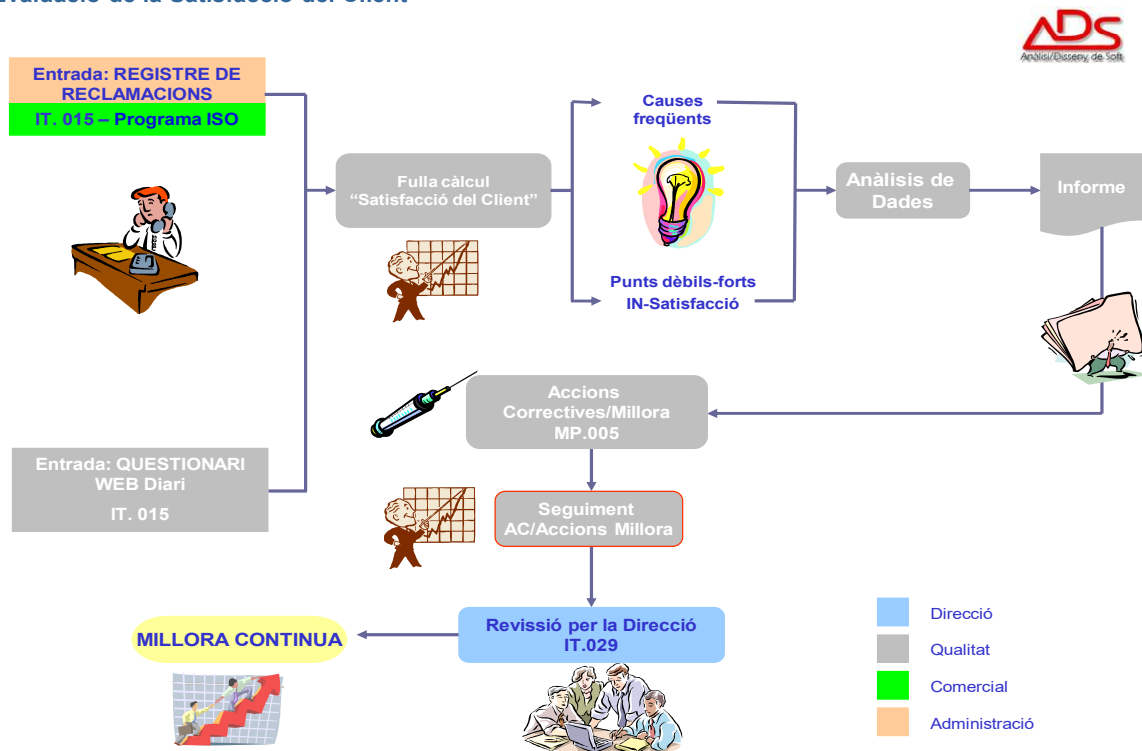 Evaluació de la Satisfacció del Client
ADS
Anàlisi/Disseny de Soft
Entrada: REGISTRE DE
RECLAMACIONS
IT. 015 – Programa ISO
Causes
freqüents
Fulla càlcul
“Satisfacció del Client”
Anàlisis de
Dades
Informe
Punts dèbils-forts
IN-Satisfacció
Accions
Correctives/Millora
MP.005
Entrada: QUESTIONARI
WEB Diari
IT. 015
Seguiment
AC/Accions Millora
Revissió per la Direcció
IT.029
MILLORA CONTINUA
Direcció
Qualitat
Comercial
Administració